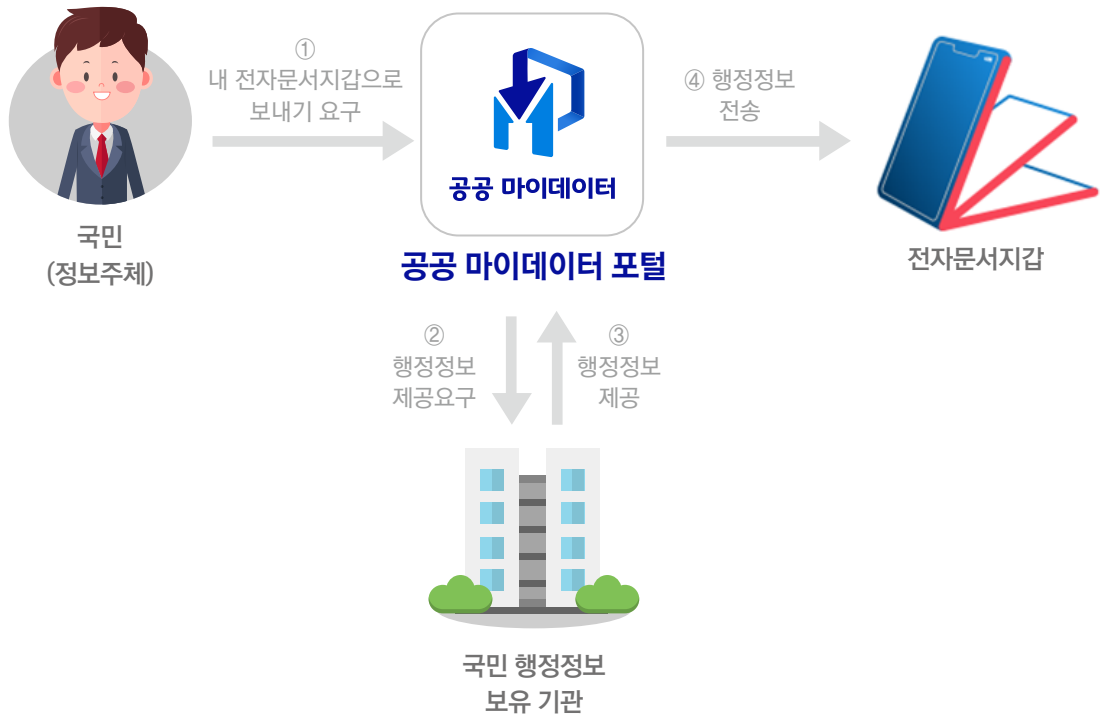 ①
내 전자문서지갑으로
보내기 요구
공공 마이데이터
④ 행정정보
전송
국민
(정보주체)
공공 마이데이터 포털
전자문서지갑
②
행정정보
제공요구
③
행정정보
제공
국민 행정정보
보유 기관